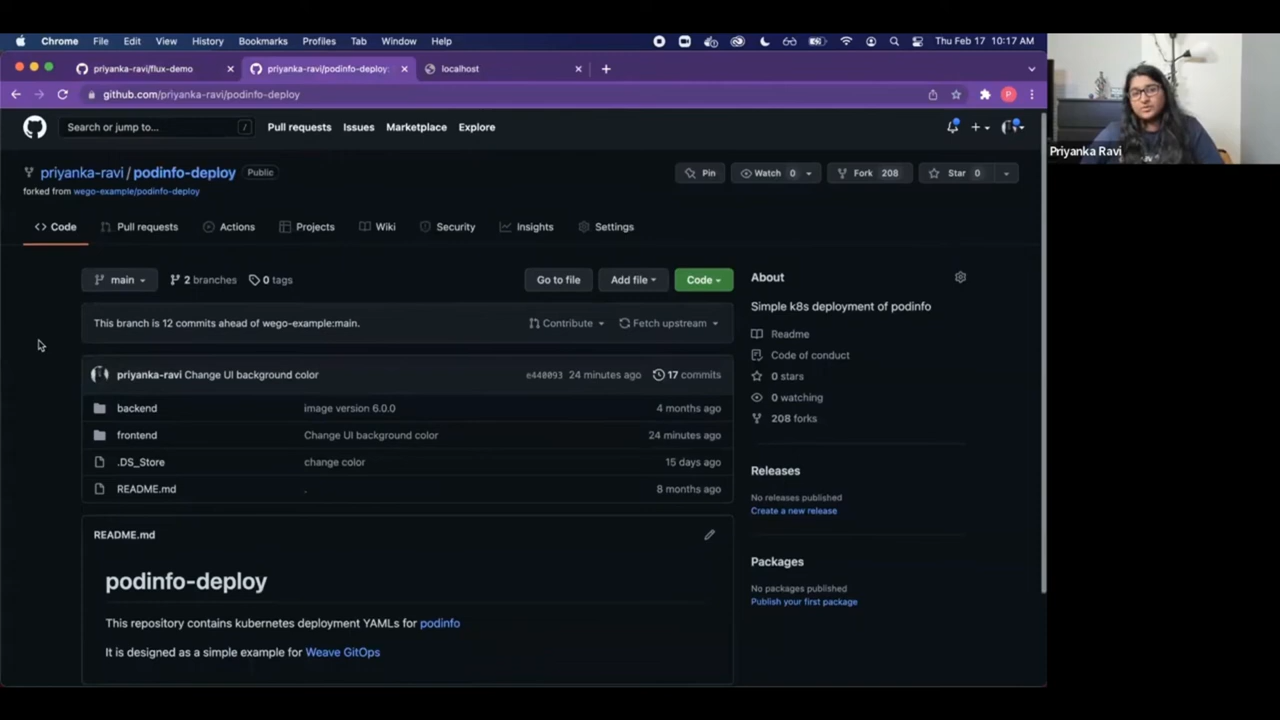 Chrome File Edit View History Bookmarks Profiles Tab Window Help Thu Feb 17 10:17 AM
priyanka-ravi/flux-demo priyanka-ravi/podinfo-deploy: localhost
github.com/priyanka-ravi/podinfo-deploy P
Search or jump to... / Pull requests Issues Marketplace Explore
Priyanka Ravi
priyanka-ravi / podinfo-deploy Public Pin Watch 0 Fork 208 Star 0
forked from wego-example/podinfo-deploy
<> Code Pull requests Actions Projects Wiki Security Insights Settings
main 2 branches 0 tags Go to file Add file Code
About
Simple k8s deployment of podinfo
This branch is 12 commits ahead of wego-example:main. Contribute Fetch upstream
Readme
Code of conduct
0 stars
0 watching
208 forks
priyanka-ravi Change UI background color e440093 24 minutes ago 17 commits
backend image version 6.0.0 4 months ago
frontend Change UI background color 24 minutes ago
.DS_Store change color 15 days ago
README.md . 8 months ago
Releases
No releases published
Create a new release
README.md
podinfo-deploy
This repository contains kubernetes deployment YAMLs for podinfo
It is designed as a simple example for Weave GitOps
Packages
No packages published
Publish your first package